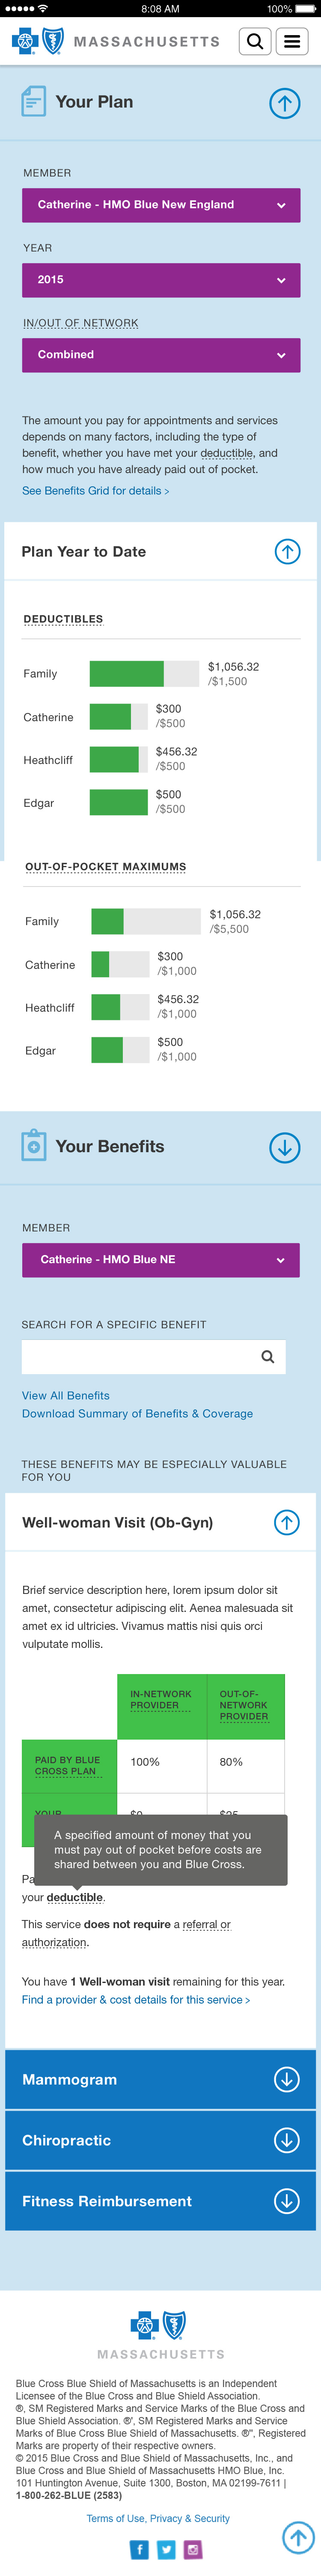 8:08 AM
100%
MASSACHUSETTS
Your Plan
MEMBER
Catherine - HMO Blue New England
YEAR
2015
IN/OUT OF NETWORK
Combined
The amount you pay for appointments and services
depends on many factors, including the type of
benefit, whether you have met your deductible, and
how much you have already paid out of pocket.
See Benefits Grid for details >
Plan Year to Date
DEDUCTIBLES
Family
$1,056.32
/$1,500
Catherine
$300
/$500
Heathcliff
$456.32
/$500
Edgar
$500
/$500
OUT-OF-POCKET MAXIMUMS
Family
$1,056.32
/$5,500
Catherine
$300
/$1,000
Heathcliff
$456.32
/$1,000
Edgar
$500
/$1,000
Your Benefits
MEMBER
Catherine - HMO Blue NE
SEARCH FOR A SPECIFIC BENEFIT
View All Benefits
Download Summary of Benefits & Coverage
THESE BENEFITS MAY BE ESPECIALLY VALUABLE
FOR YOU
Well-woman Visit (Ob-Gyn)
Brief service description here, lorem ipsum dolor sit
amet, consectetur adipiscing elit. Aenea malesuada sit
amet ex id ultricies. Vivamus mattis nisi quis orci
vulputate mollis.
IN-NETWORK
PROVIDER
OUT-OF-
NETWORK
PROVIDER
PAID BY BLUE
CROSS PLAN
100%
80%
YOUR
$0
$25
A specified amount of money that you
must pay out of pocket before costs are
shared between you and Blue Cross.
Pa
your deductible.
This service does not require a referral or
authorization.
You have 1 Well-woman visit remaining for this year.
Find a provider & cost details for this service >
Mammogram
Chiropractic
Fitness Reimbursement
MASSACHUSETTS
Blue Cross Blue Shield of Massachusetts is an Independent
Licensee of the Blue Cross and Blue Shield Association.
®, SM Registered Marks and Service Marks of the Blue Cross and
Blue Shield Association. ®', SM Registered Marks and Service
Marks of Blue Cross Blue Shield of Massachusetts. ®", Registered
Marks are property of their respective owners.
© 2015 Blue Cross and Blue Shield of Massachusetts, Inc., and
Blue Cross and Blue Shield of Massachusetts HMO Blue, Inc.
101 Huntington Avenue, Suite 1300, Boston, MA 02199-7611 |
1-800-262-BLUE (2583)
Terms of Use, Privacy & Security